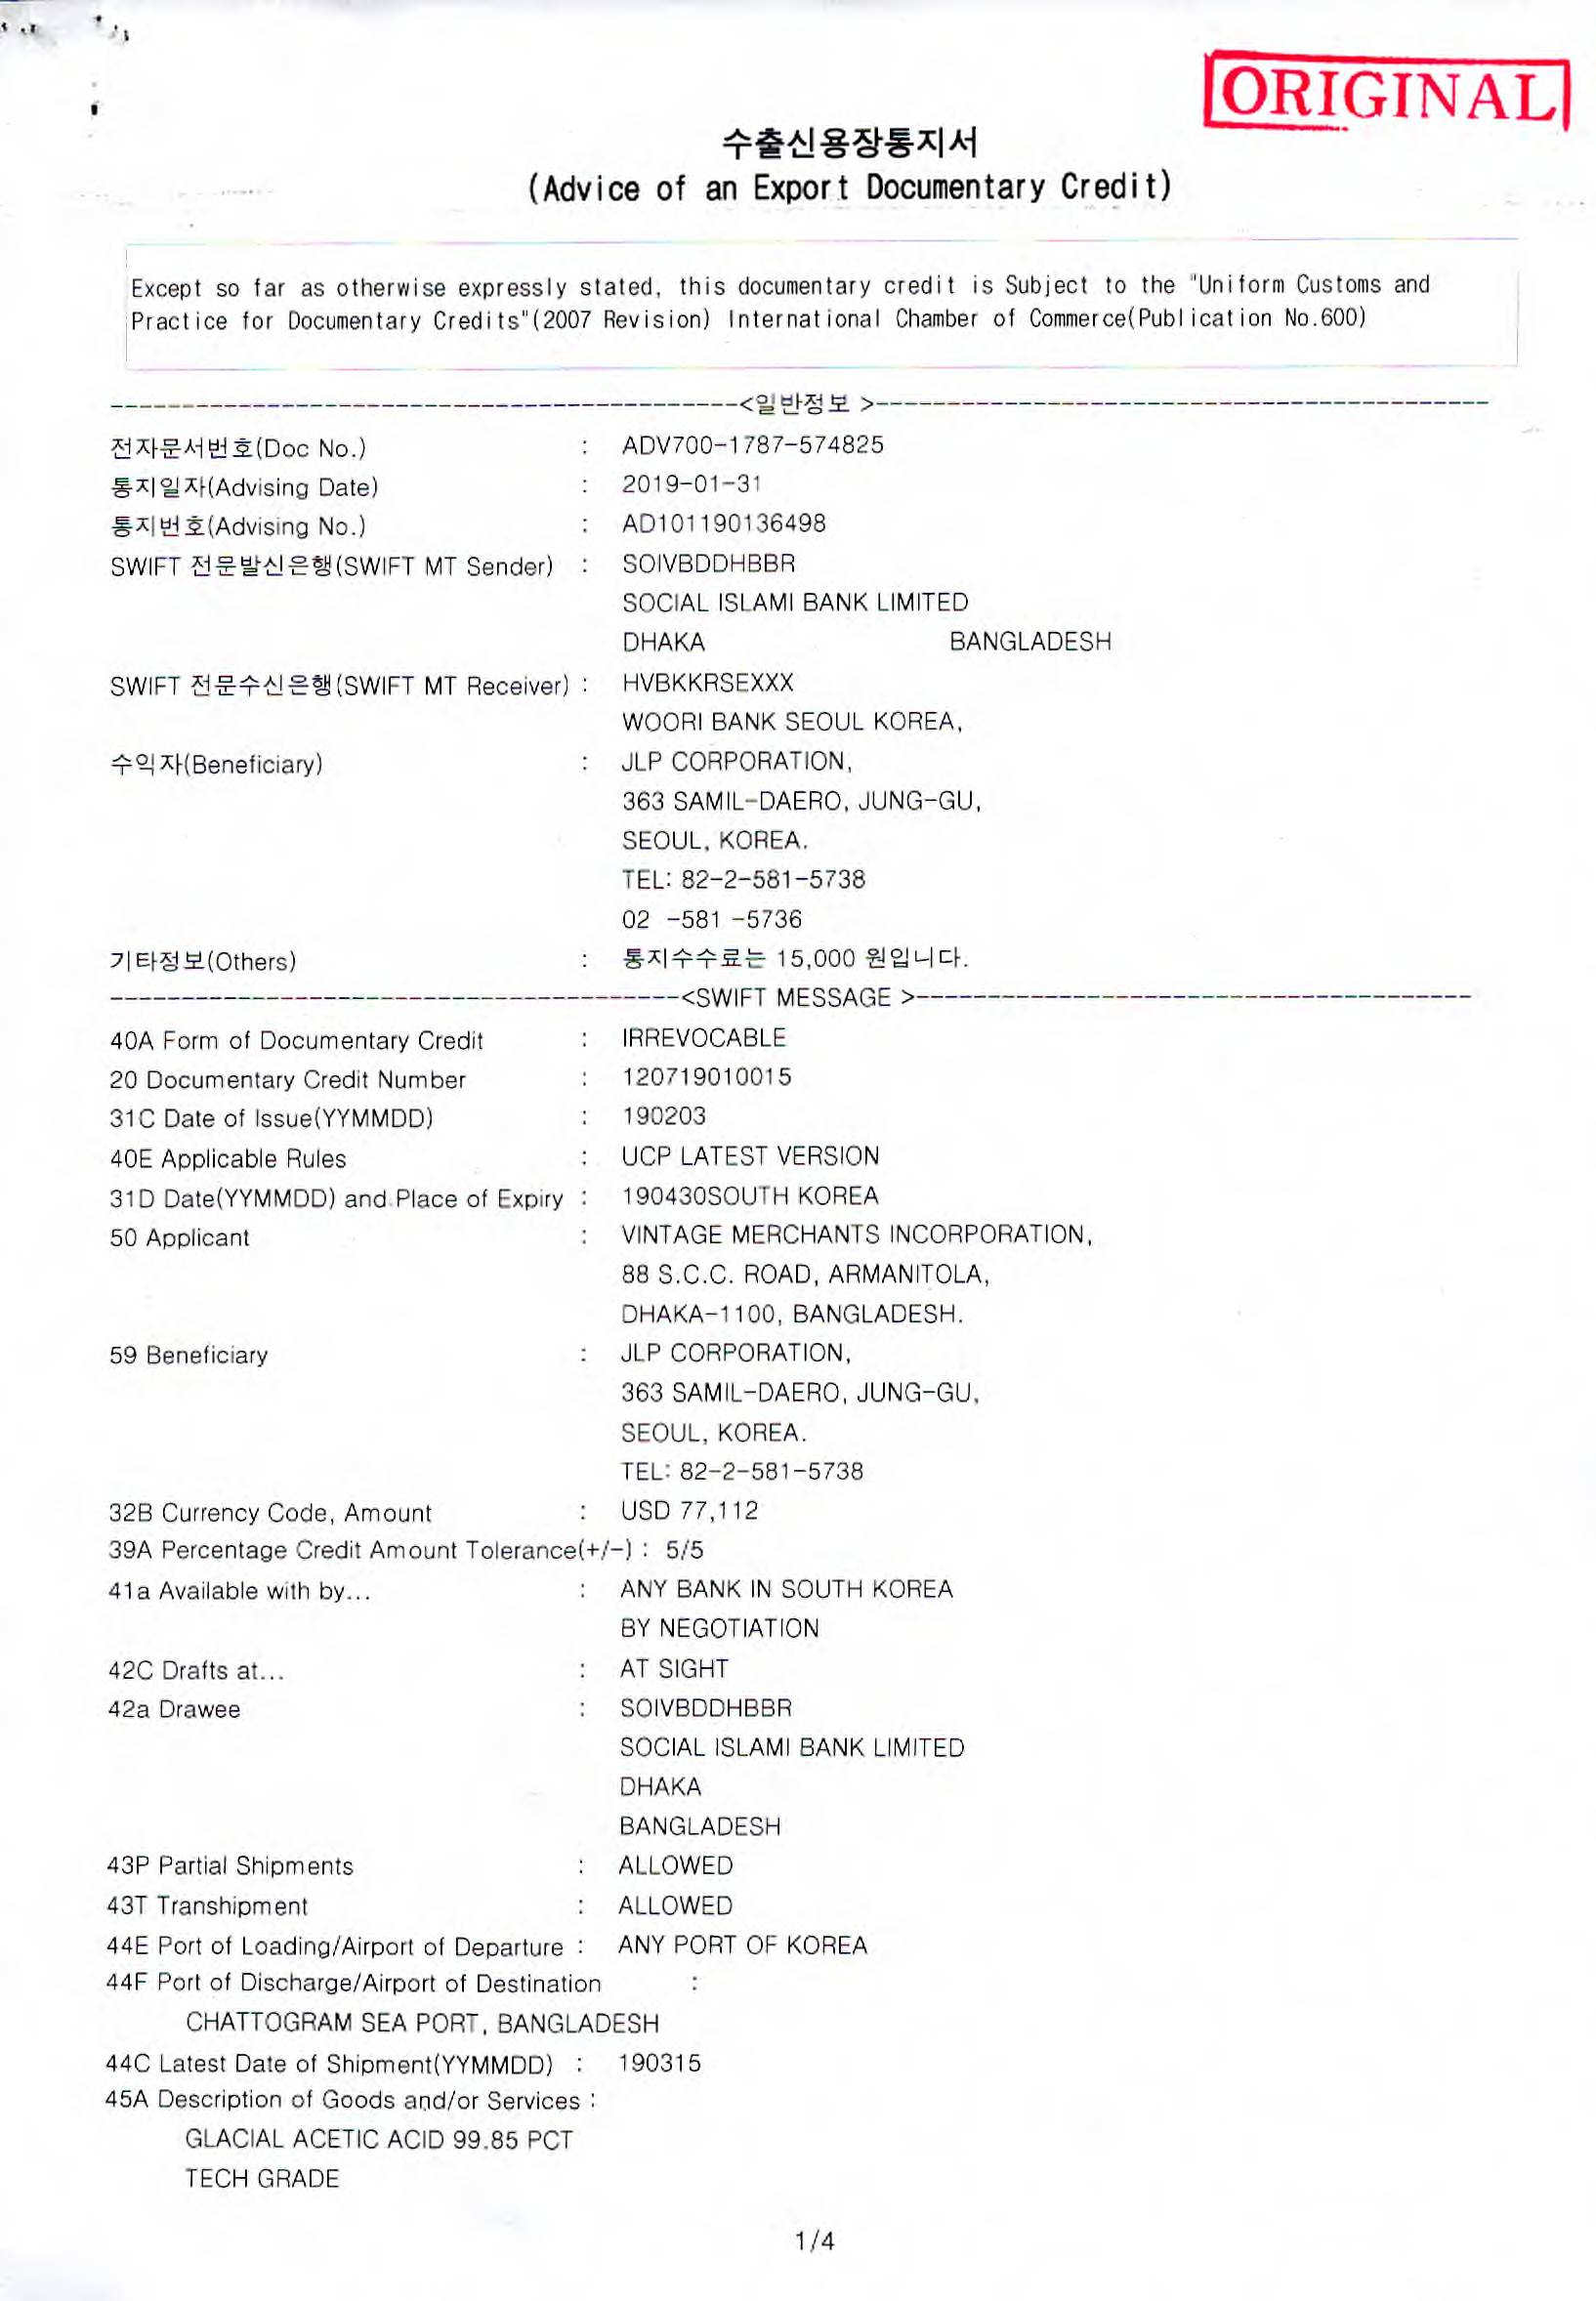 ORIGINAL
수출신용장통지서
(Advice of an Export Documentary Credit)
Except so far as otherwise expressly stated, this documentary credit is Subject to the "Uniform Customs and
Practice for Documentary Credits"(2007 Revision) International Chamber of Commerce(Publication No.600)
--------------------------------------------<일반정보 >-------------------------------------------
전자문서번호(Doc No.) : ADV700-1787-574825
통지일자(Advising Date) : 2019-01-31
통지번호(Advising No.) : AD101190136498
SWIFT 전문발신은행(SWIFT MT Sender) : SOIVBDDHBBR
SOCIAL ISLAMI BANK LIMITED
DHAKA BANGLADESH
SWIFT 전문수신은행(SWIFT MT Receiver) : HVBKKRSEXXX
WOORI BANK SEOUL KOREA,
수익자(Beneficiary) : JLP CORPORATION,
363 SAMIL-DAERO, JUNG-GU,
SEOUL, KOREA.
TEL: 82-2-581-5738
02 -581 -5736
기타정보(Others) : 통지수수료는 15,000 원입니다.
----------------------------------------<SWIFT MESSAGE >---------------------------------------
40A Form of Documentary Credit : IRREVOCABLE
20 Documentary Credit Number : 120719010015
31C Date of Issue(YYMMDD) : 190203
40E Applicable Rules : UCP LATEST VERSION
31D Date(YYMMDD) and Place of Expiry : 190430SOUTH KOREA
50 Applicant : VINTAGE MERCHANTS INCORPORATION,
88 S.C.C. ROAD, ARMANITOLA,
DHAKA-1100, BANGLADESH.
59 Beneficiary : JLP CORPORATION,
363 SAMIL-DAERO, JUNG-GU,
SEOUL, KOREA.
TEL: 82-2-581-5738
32B Currency Code, Amount : USD 77,112
39A Percentage Credit Amount Tolerance(+/-) : 5/5
41a Available with by... : ANY BANK IN SOUTH KOREA
BY NEGOTIATION
42C Drafts at... : AT SIGHT
42a Drawee : SOIVBDDHBBR
SOCIAL ISLAMI BANK LIMITED
DHAKA
BANGLADESH
43P Partial Shipments : ALLOWED
43T Transhipment : ALLOWED
44E Port of Loading/Airport of Departure : ANY PORT OF KOREA
44F Port of Discharge/Airport of Destination :
CHATTOGRAM SEA PORT, BANGLADESH
44C Latest Date of Shipment(YYMMDD) : 190315
45A Description of Goods and/or Services :
GLACIAL ACETIC ACID 99.85 PCT
TECH GRADE
1/4